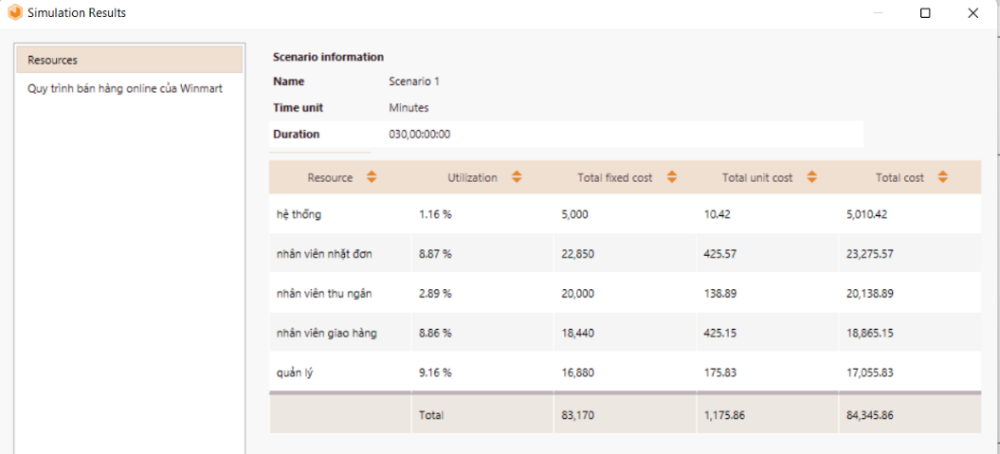 Simulation Results
Resources
Quy trình bán hàng online của Winmart
Scenario information
Name Scenario 1
Time unit Minutes
Duration 030,00:00:00
Resource Utilization Total fixed cost Total unit cost Total cost
hệ thống 1.16 % 5,000 10.42 5,010.42
nhân viên nhặt đơn 8.87 % 22,850 425.57 23,275.57
nhân viên thu ngân 2.89 % 20,000 138.89 20,138.89
nhân viên giao hàng 8.86 % 18,440 425.15 18,865.15
quản lý 9.16 % 16,880 175.83 17,055.83
Total 83,170 1,175.86 84,345.86